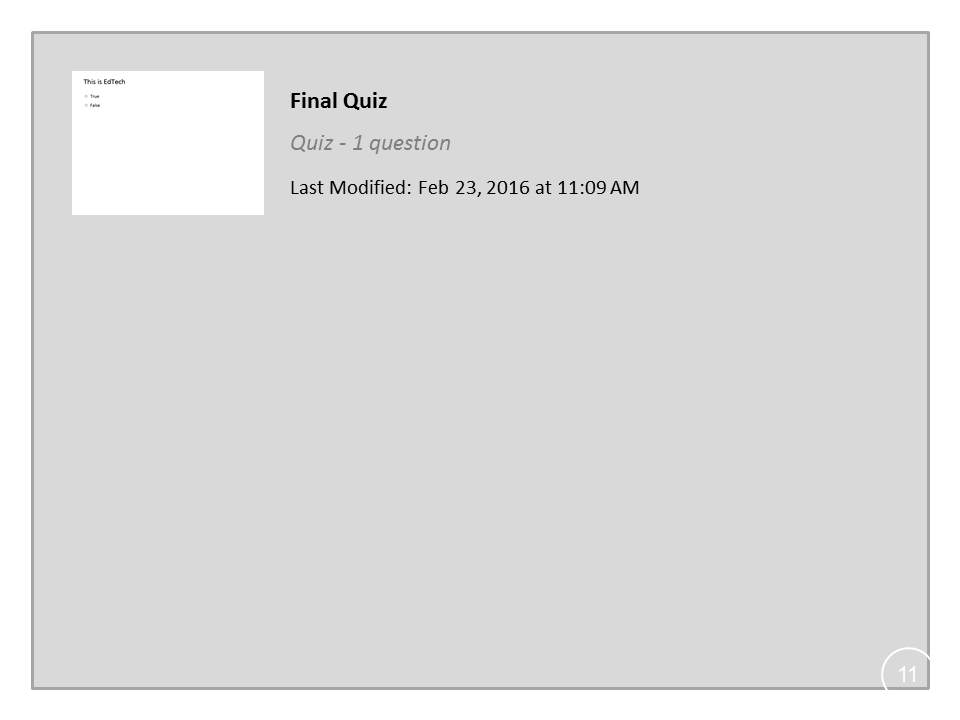 This is EdTech
True
False
Final Quiz
Quiz - 1 question
Last Modified: Feb 23, 2016 at 11:09 AM
11